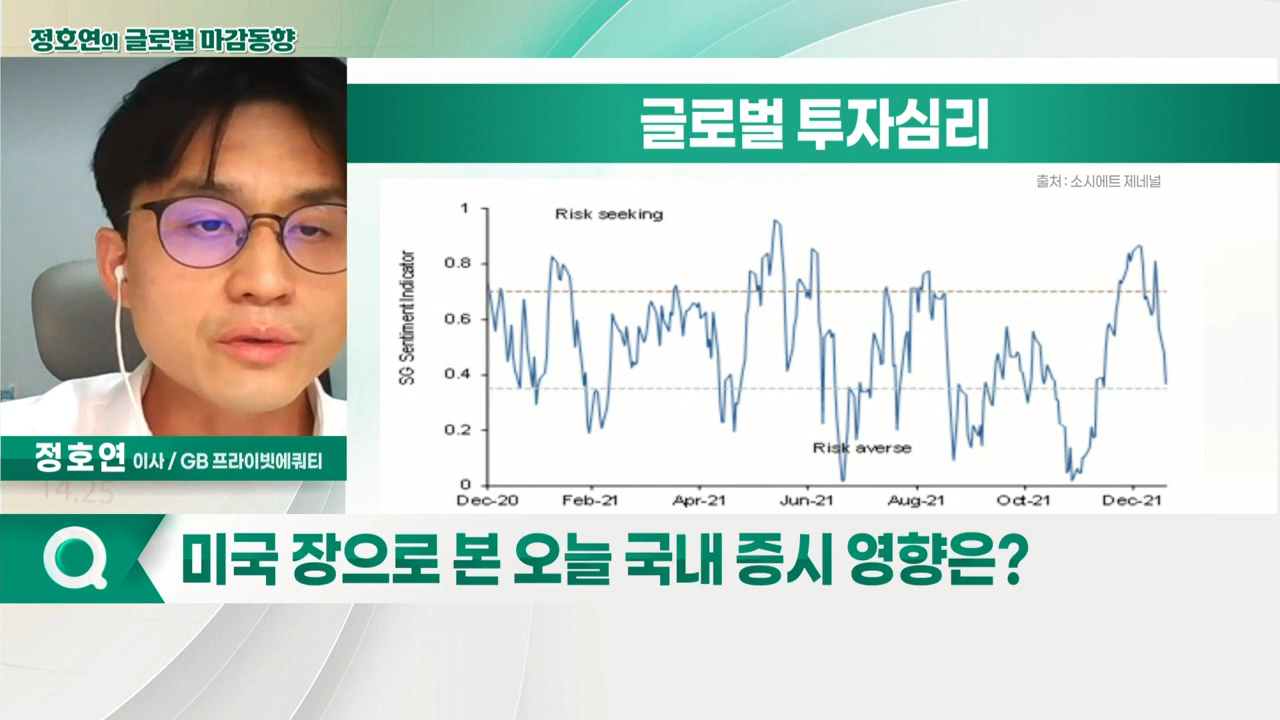 정호연의 글로벌 마감동향
글로벌 투자심리
출처 : 소시에트 제네널
SG Sentiment Indicator
1
0.8
0.6
0.4
0.2
0
Risk seeking
Risk averse
Dec-20 Feb-21 Apr-21 Jun-21 Aug-21 Oct-21 Dec-21
정호연 이사 / GB 프라이빗에쿼티
14.25
Q 미국 장으로 본 오늘 국내 증시 영향은?